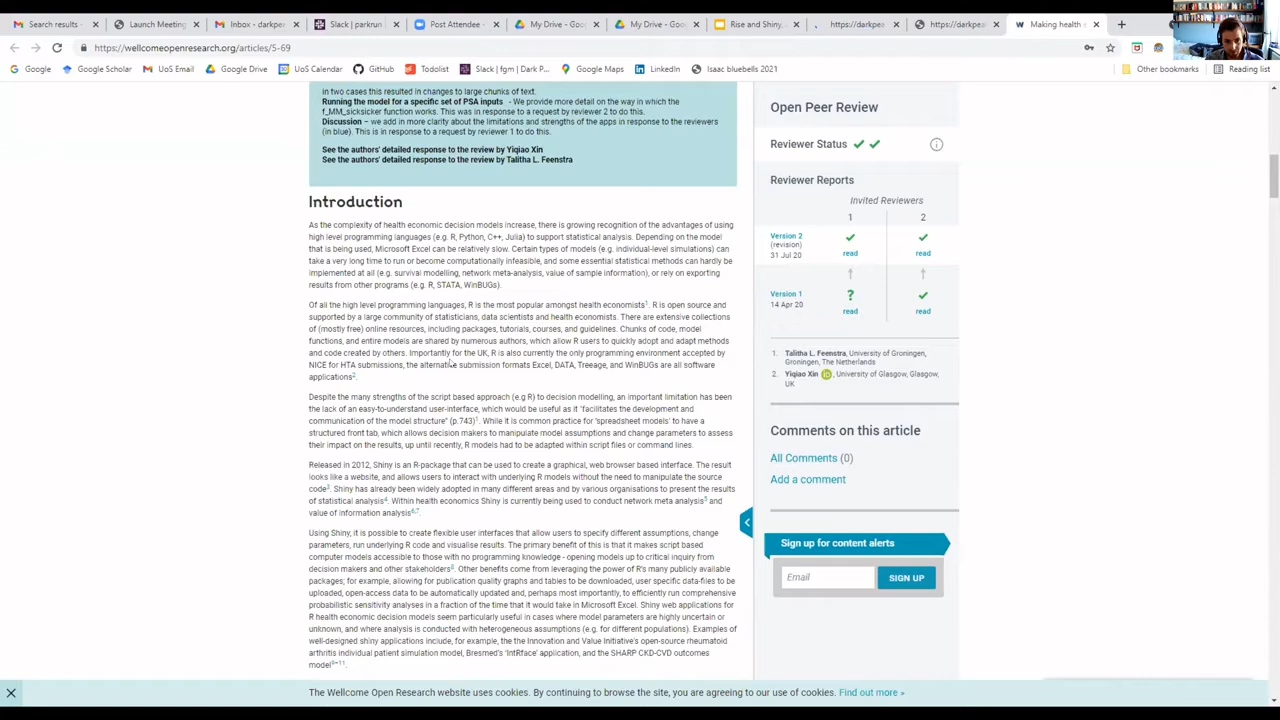 Search results -
Launch Meeting
Inbox - darkpe
Slack | parkrun
Post Attendee -
My Drive - Goo
My Drive - Goo
Rise and Shiny
https://darkpea
https://darkpea
Making health
https://wellcomeopenresearch.org/articles/5-69
Google
Google Scholar
UoS Email
Google Drive
UoS Calendar
GitHub
Todolist
Slack | fgm | Dark P...
Google Maps
LinkedIn
Isaac bluebells 2021
Other bookmarks
Reading list
in two cases this resulted in changes to large chunks of text.
Running the model for a specific set of PSA inputs - We provide more detail on the way in which the
f_MM_sicksicker function works. This was in response to a request by reviewer 2 to do this.
Discussion – we add in more clarity about the limitations and strengths of the apps in response to the reviewers
(in blue). This is in response to a request by reviewer 1 to do this.
See the authors' detailed response to the review by Yiqiao Xin
See the authors' detailed response to the review by Talitha L. Feenstra
Introduction
As the complexity of health economic decision models increase, there is growing recognition of the advantages of using
high level programming languages (e.g. R, Python, C++, Julia) to support statistical analysis. Depending on the model
that is being used, Microsoft Excel can be relatively slow. Certain types of models (e.g. individual-level simulations) can
take a very long time to run or become computationally infeasible, and some essential statistical methods can hardly be
implemented at all (e.g. survival modelling, network meta-analysis, value of sample information), or rely on exporting
results from other programs (e.g. R, STATA, WinBUGs).
Of all the high level programming languages, R is the most popular amongst health economists1. R is open source and
supported by a large community of statisticians, data scientists and health economists. There are extensive collections
of (mostly free) online resources, including packages, tutorials, courses, and guidelines. Chunks of code, model
functions, and entire models are shared by numerous authors, which allow R users to quickly adopt and adapt methods
and code created by others. Importantly for the UK, R is also currently the only programming environment accepted by
NICE for HTA submissions, the alternative submission formats Excel, DATA, Treeage, and WinBUGs are all software
applications2.
Despite the many strengths of the script based approach (e.g R) to decision modelling, an important limitation has been
the lack of an easy-to-understand user-interface, which would be useful as it "facilitates the development and
communication of the model structure" (p.743)1. While it is common practice for 'spreadsheet models' to have a
structured front tab, which allows decision makers to manipulate model assumptions and change parameters to assess
their impact on the results, up until recently, R models had to be adapted within script files or command lines.
Released in 2012, Shiny is an R-package that can be used to create a graphical, web browser based interface. The result
looks like a website, and allows users to interact with underlying R models without the need to manipulate the source
code3. Shiny has already been widely adopted in many different areas and by various organisations to present the results
of statistical analysis4. Within health economics Shiny is currently being used to conduct network meta analysis5 and
value of information analysis6,7.
Using Shiny, it is possible to create flexible user interfaces that allow users to specify different assumptions, change
parameters, run underlying R code and visualise results. The primary benefit of this is that it makes script based
computer models accessible to those with no programming knowledge - opening models up to critical inquiry from
decision makers and other stakeholders8. Other benefits come from leveraging the power of R's many publicly available
packages; for example, allowing for publication quality graphs and tables to be downloaded, user specific data-files to be
uploaded, open-access data to be automatically updated and, perhaps most importantly, to efficiently run comprehensive
probabilistic sensitivity analyses in a fraction of the time that it would take in Microsoft Excel. Shiny web applications for
R health economic decision models seem particularly useful in cases where model parameters are highly uncertain or
unknown, and where analysis is conducted with heterogeneous assumptions (e.g. for different populations). Examples of
well-designed shiny applications include, for example, the the Innovation and Value Initiative's open-source rheumatoid
arthritis individual patient simulation model, Bresmed's 'IntRface' application, and the SHARP CKD-CVD outcomes
model9–11.
Open Peer Review
Reviewer Status
Reviewer Reports
Invited Reviewers
1 2
Version 2
(revision)
31 Jul 20
read read
Version 1
14 Apr 20
?
read read
1. Talitha L. Feenstra, University of Groningen,
Groningen, The Netherlands
2. Yiqiao Xin, University of Glasgow, Glasgow,
UK
Comments on this article
All Comments (0)
Add a comment
Sign up for content alerts
Email
SIGN UP
The Wellcome Open Research website uses cookies. By continuing to browse the site, you are agreeing to our use of cookies. Find out more »